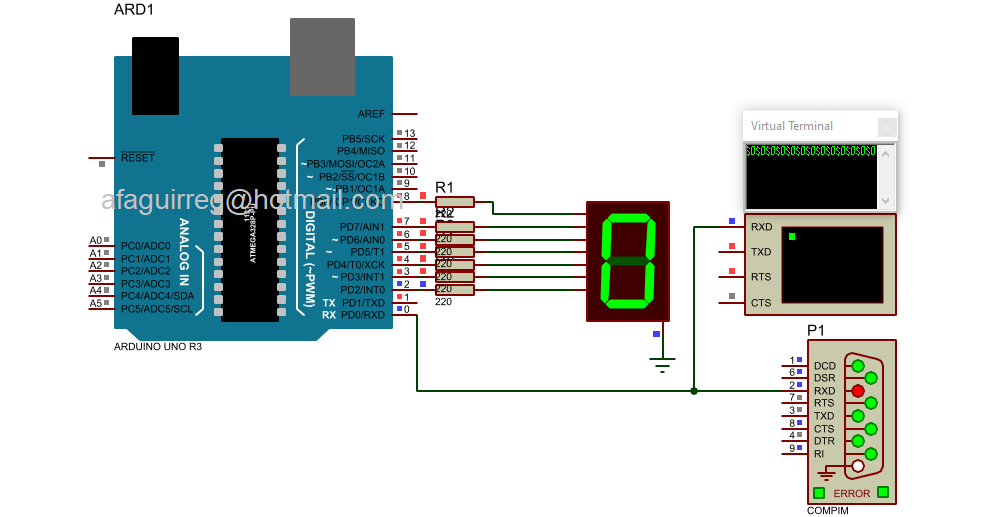 ARD1
AREF
RESET
PB5/SCK 13
PB4/MISO 12
~PB3/MOSI/OC2A 11
~ PB2/SS/OC1B 10
~ PB1/OC1A 9
8
afaguirreg@hotmail.com
PD7/AIN1 7
~ PD6/AIN0 6
~ PD5/T1 5
PD4/T0/XCK 4
~ PD3/INT1 3
PD2/INT0 2
TX PD1/TXD 1
RX PD0/RXD 0
DIGITAL (~PWM)
ANALOG IN
A0 PC0/ADC0
A1 PC1/ADC1
A2 PC2/ADC2
A3 PC3/ADC3
A4 PC4/ADC4/SDA
A5 PC5/ADC5/SCL
ARDUINO UNO R3
R1
220
220
220
220
220
220
Virtual Terminal
$0$0$0$0$0$0$0$0$0$0$0$0$0$0$0
RXD
TXD
RTS
CTS
P1
1 DCD
6 DSR
2 RXD
7 RTS
3 TXD
8 CTS
4 DTR
9 RI
ERROR
COMPIM